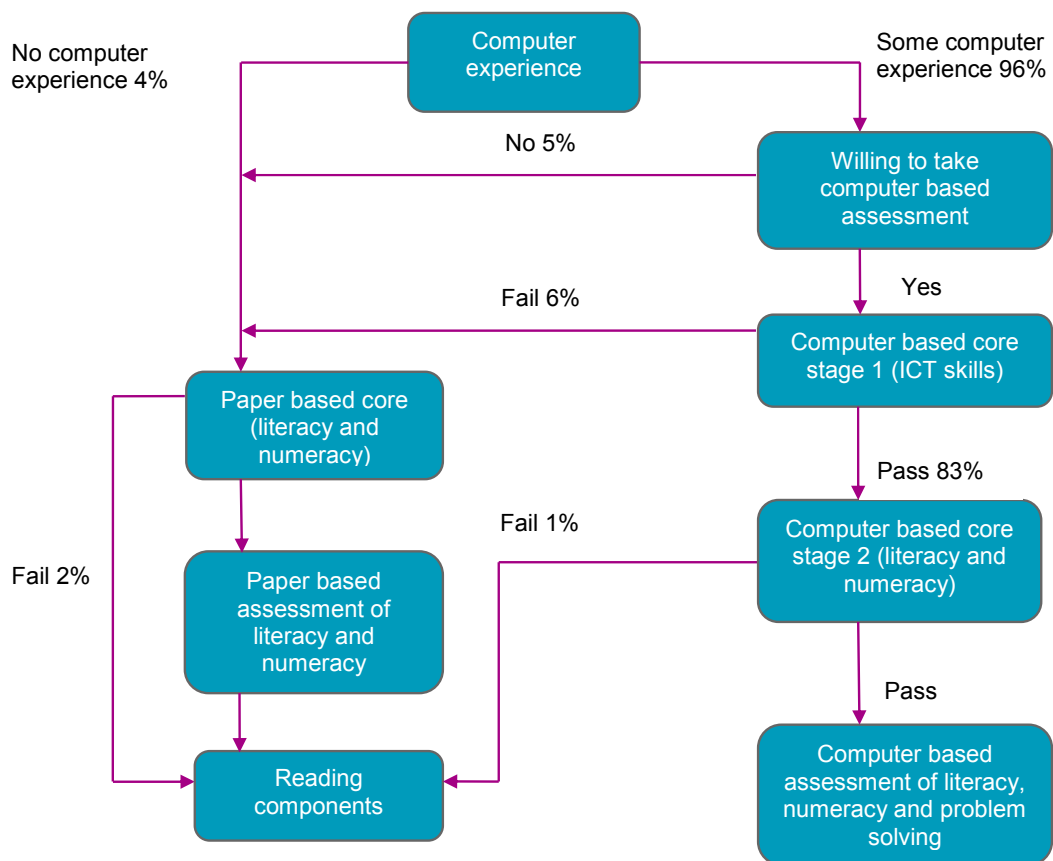 No computer
experience 4%
Computer
experience
Some computer
experience 96%
No 5%
Willing to take
computer based
assessment
Yes
Fail 6%
Computer based core
stage 1 (ICT skills)
Paper based core
(literacy and
numeracy)
Pass 83%
Fail 1%
Computer based core
stage 2 (literacy and
numeracy)
Fail 2%
Paper based
assessment of
literacy and
numeracy
Pass
Reading
components
Computer based
assessment of literacy,
numeracy and problem
solving